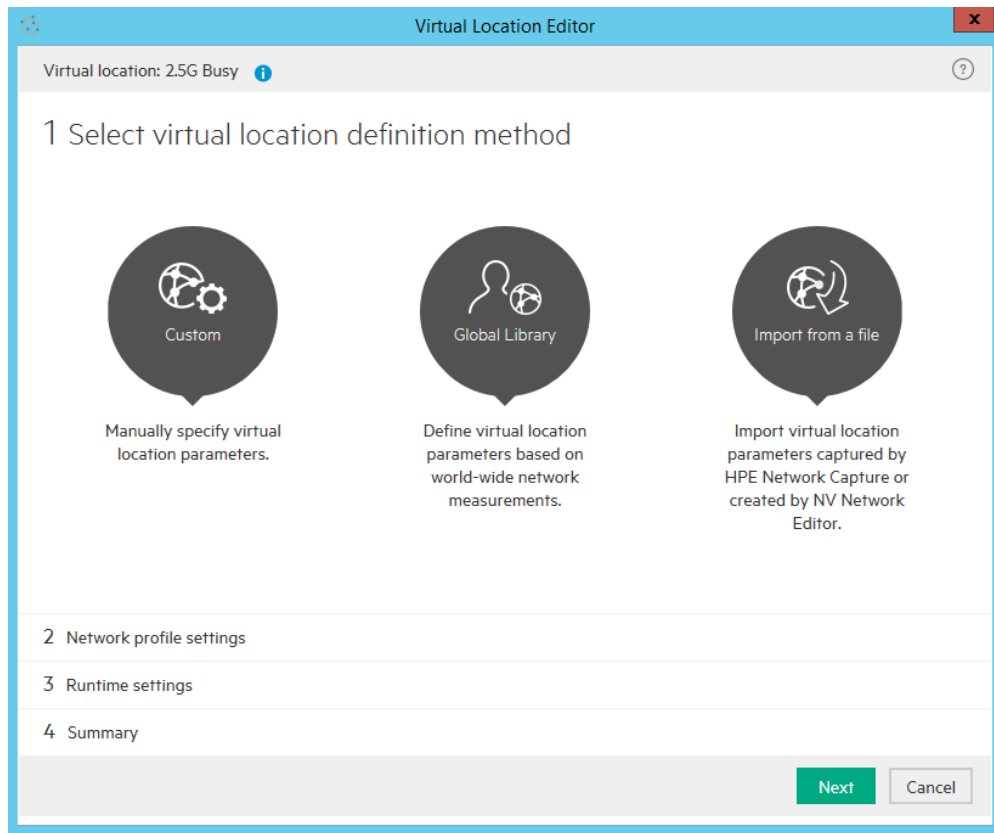 Virtual Location Editor
x
Virtual location: 2.5G Busy i ?
1 Select virtual location definition method
Custom
Manually specify virtual
location parameters.
Global Library
Define virtual location
parameters based on
world-wide network
measurements.
Import from a file
Import virtual location
parameters captured by
HPE Network Capture or
created by NV Network
Editor.
2 Network profile settings
3 Runtime settings
4 Summary
Next Cancel